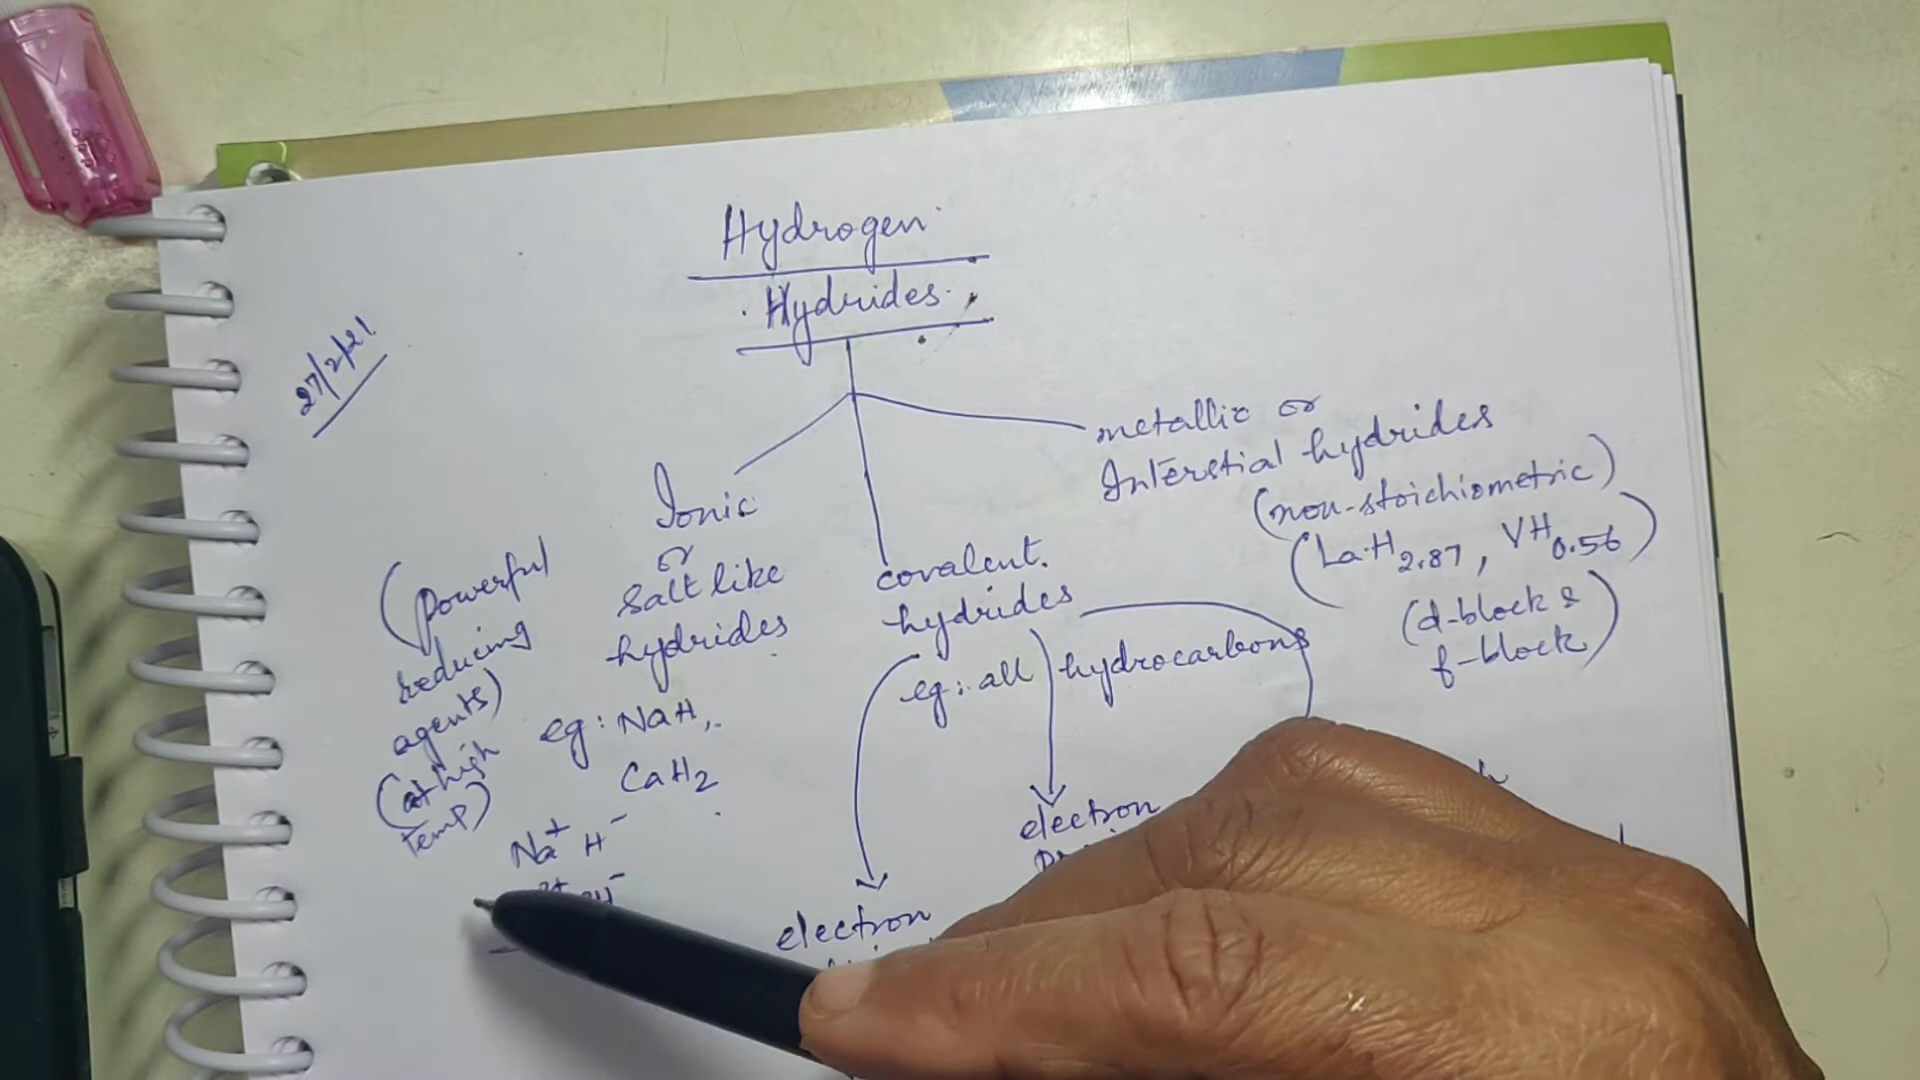 Hydrogen
Hydrides
27/2/21
metallic or
Interstial hydrides
(non-stoichiometric)
(LaH2.87, VH0.56)
(d-block &
f-block)
Ionic
or
salt like
hydrides
(powerful
reducing
agents)
(at high
temp)
eg: NaH,
CaH2
Na+ H-
covalent
hydrides
eg: all hydrocarbons
electron
electron